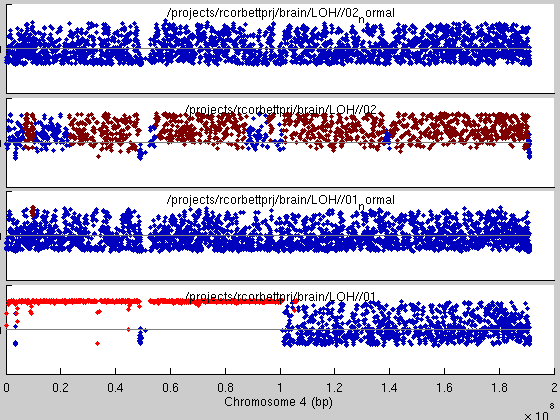 /projects/rcorbettprj/brain/LOH//02_normal
/projects/rcorbettprj/brain/LOH//02
/projects/rcorbettprj/brain/LOH//01_normal
/projects/rcorbettprj/brain/LOH//01
0 0.2 0.4 0.6 0.8 1 1.2 1.4 1.6 1.8 2
Chromosome 4 (bp)
× 10^8